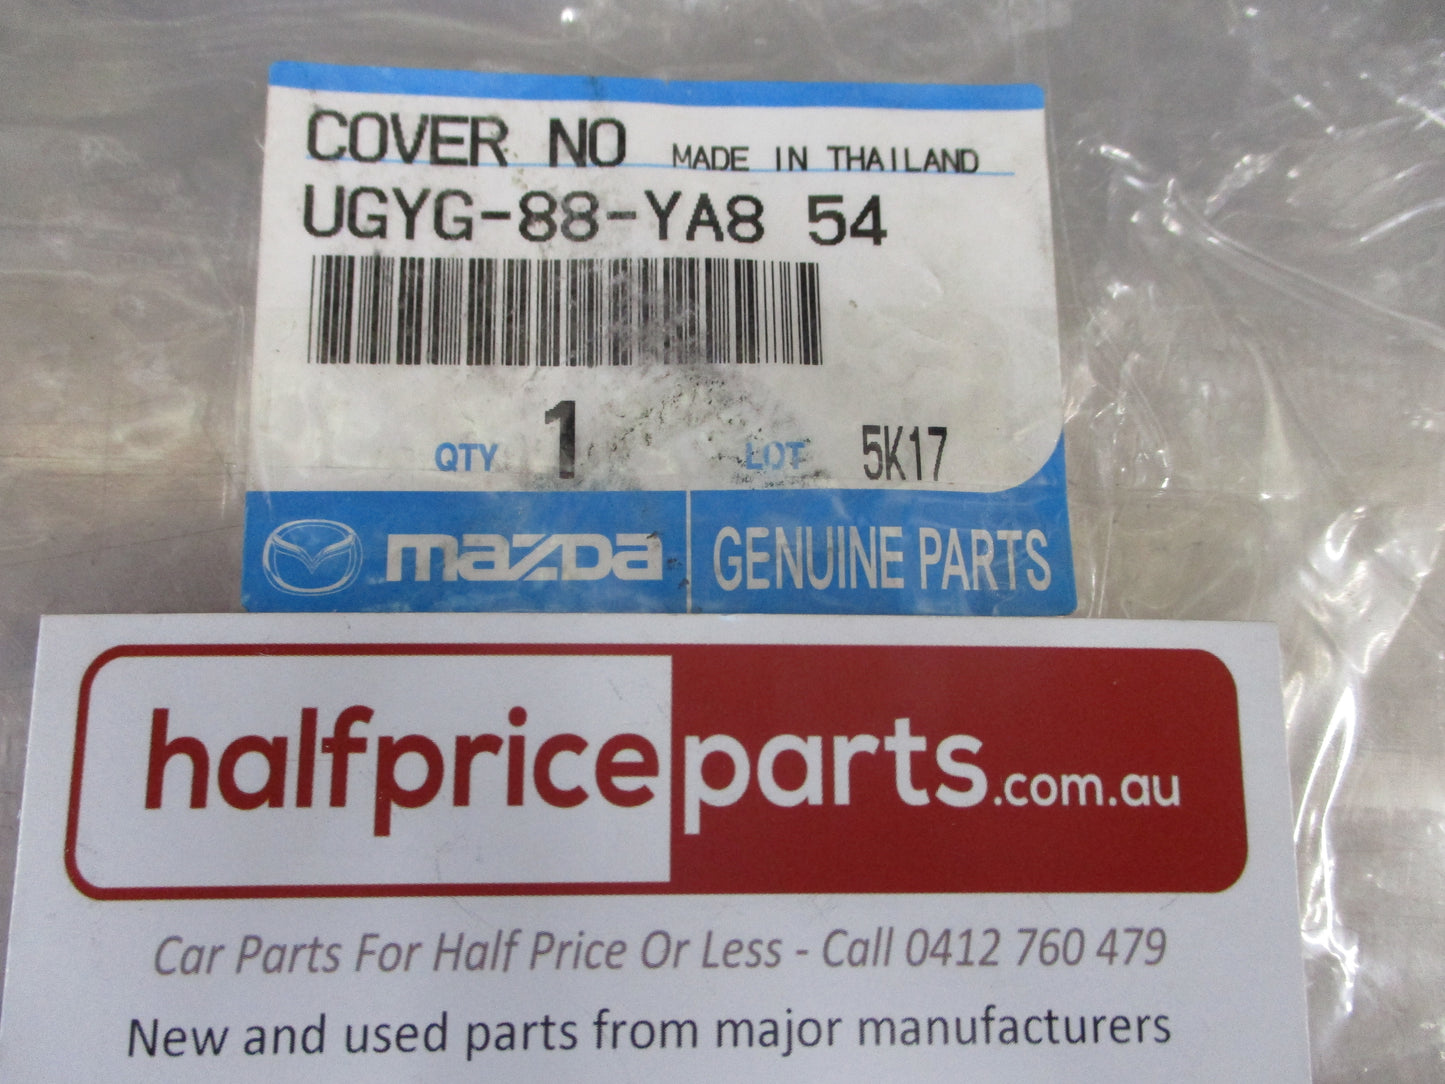 COVER NO MADE IN THAILAND
UGYG-88-YA8 54
QTY 1 LOT 5K17
mazda GENUINE PARTS
halfpriceparts.com.au
Car Parts For Half Price Or Less - Call 0412 760 479
New and used parts from major manufacturers